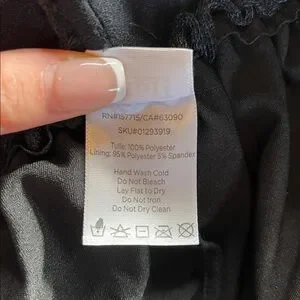 RN#157715/CA#63090
SKU#01293919
Tulle: 100% Polyester
Lining: 95% Polyester 5% Spandex
Hand Wash Cold
Do Not Bleach
Lay Flat to Dry
Do Not Iron
Do Not Dry Clean